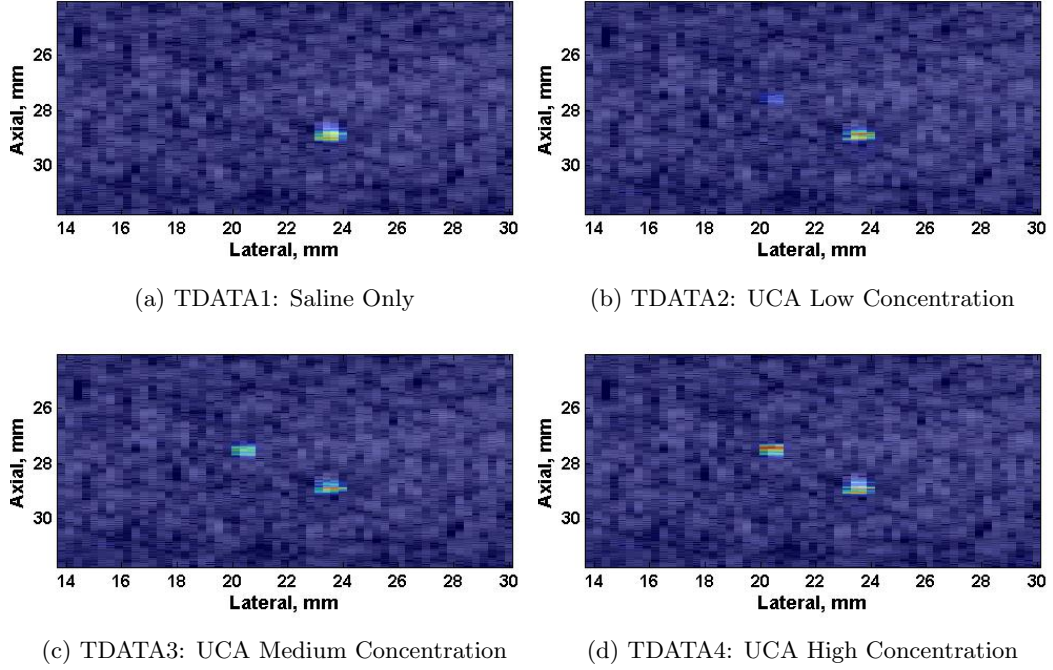 26
28
30
Axial, mm
14 16 18 20 22 24 26 28 30
Lateral, mm
(a) TDATA1: Saline Only
26
28
30
Axial, mm
14 16 18 20 22 24 26 28 30
Lateral, mm
(b) TDATA2: UCA Low Concentration
26
28
30
Axial, mm
14 16 18 20 22 24 26 28 30
Lateral, mm
(c) TDATA3: UCA Medium Concentration
26
28
30
Axial, mm
14 16 18 20 22 24 26 28 30
Lateral, mm
(d) TDATA4: UCA High Concentration